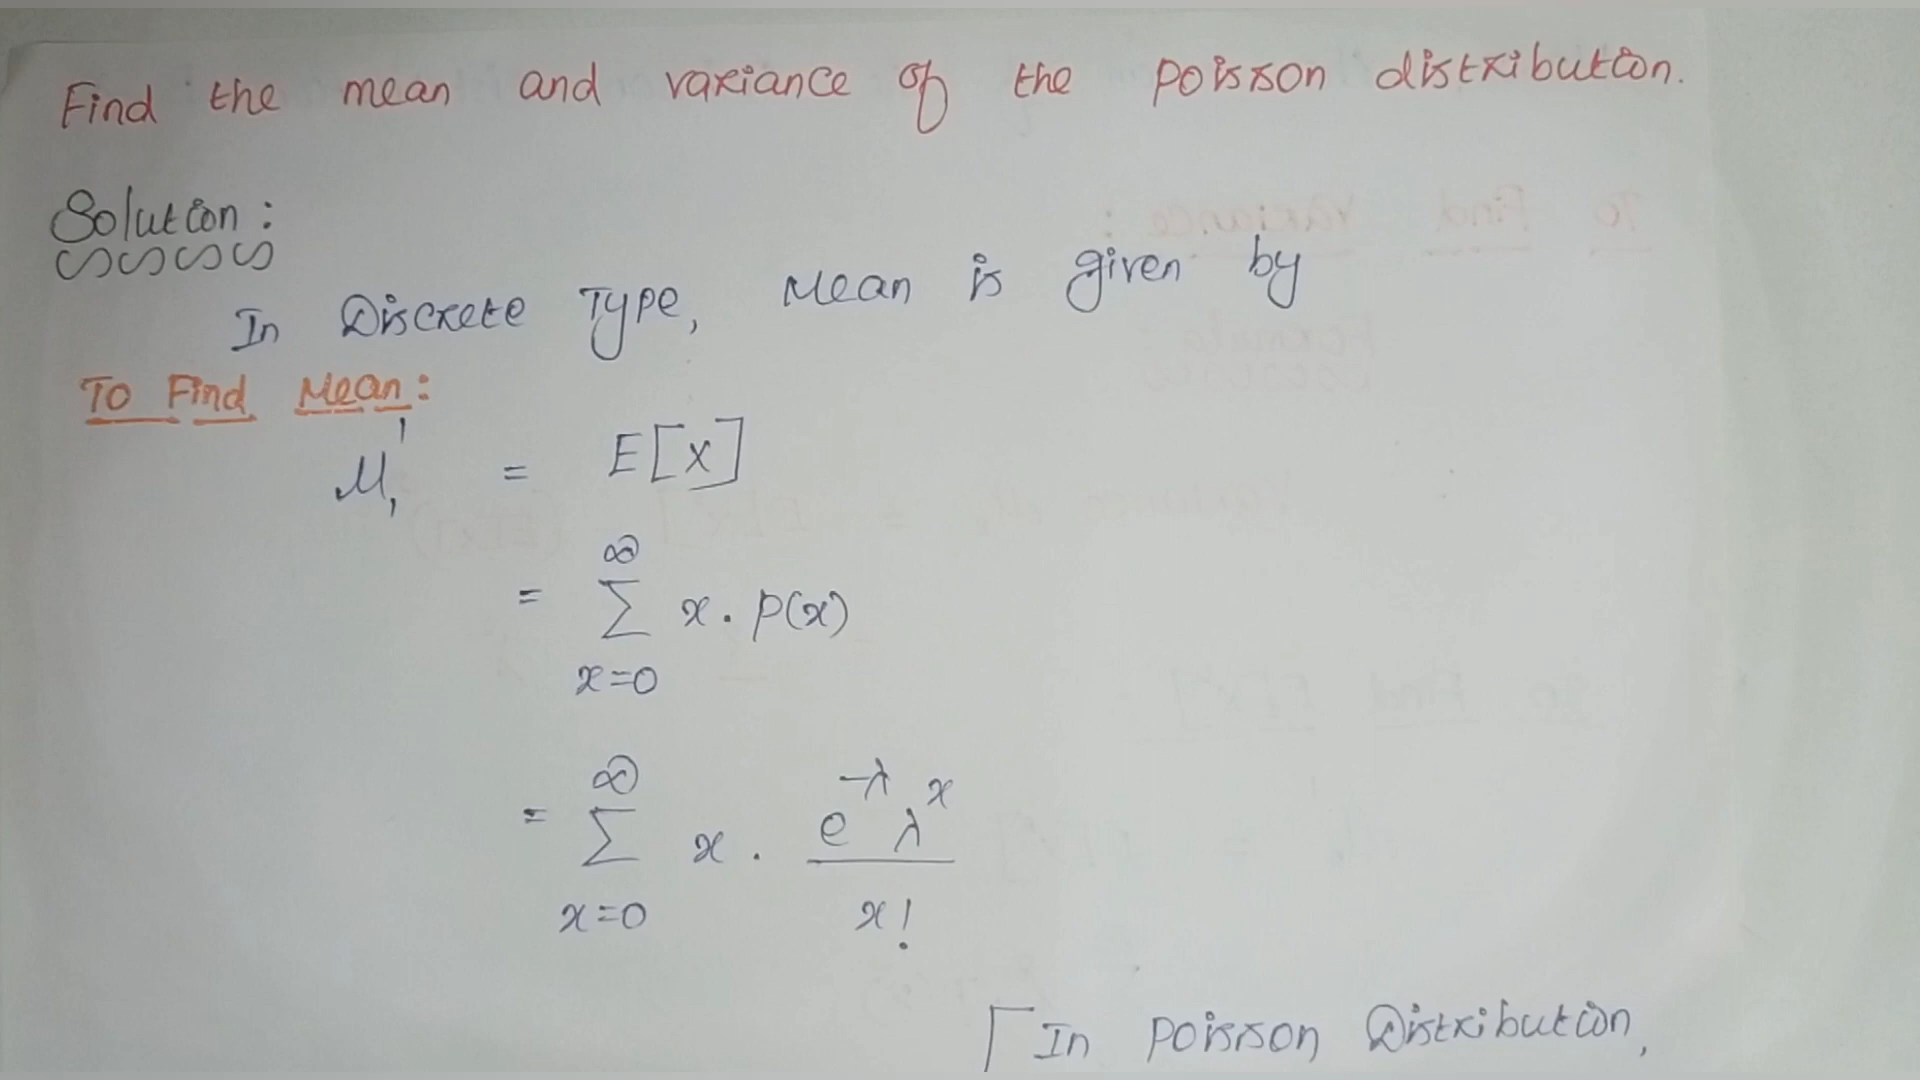 Find the mean and variance of the poisson distribution.
Solution:
In Discrete Type, Mean is given by
To Find Mean:
μ₁' = E[X]
= ∑_{x=0}^{∞} x . P(x)
= ∑_{x=0}^{∞} x . e^{-λ} λ^{x} / x!
[In Poisson Distribution,